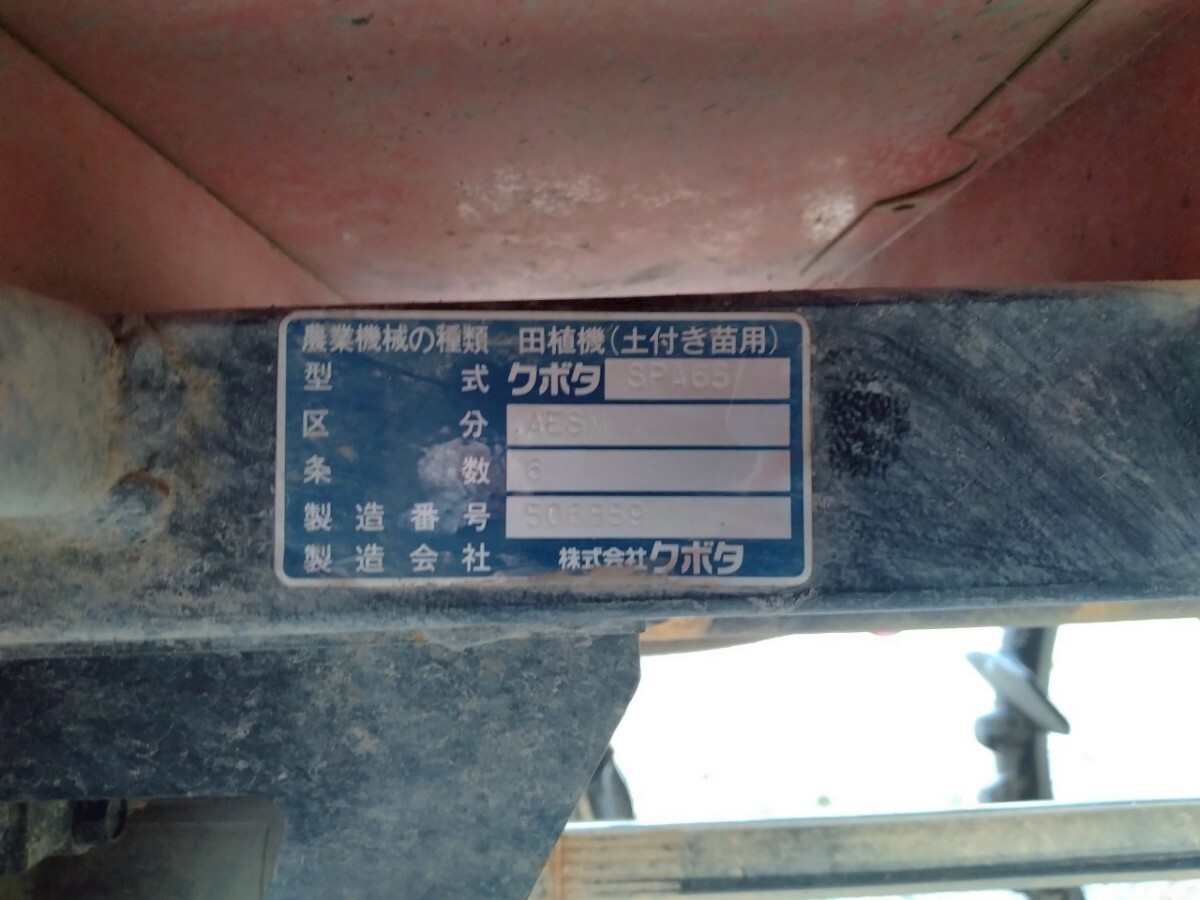 農業機械の種類 田植機(土付き苗用)
型式 クボタ SPA65
区分 AES
条数 6
製造番号
製造会社 株式会社クボタ